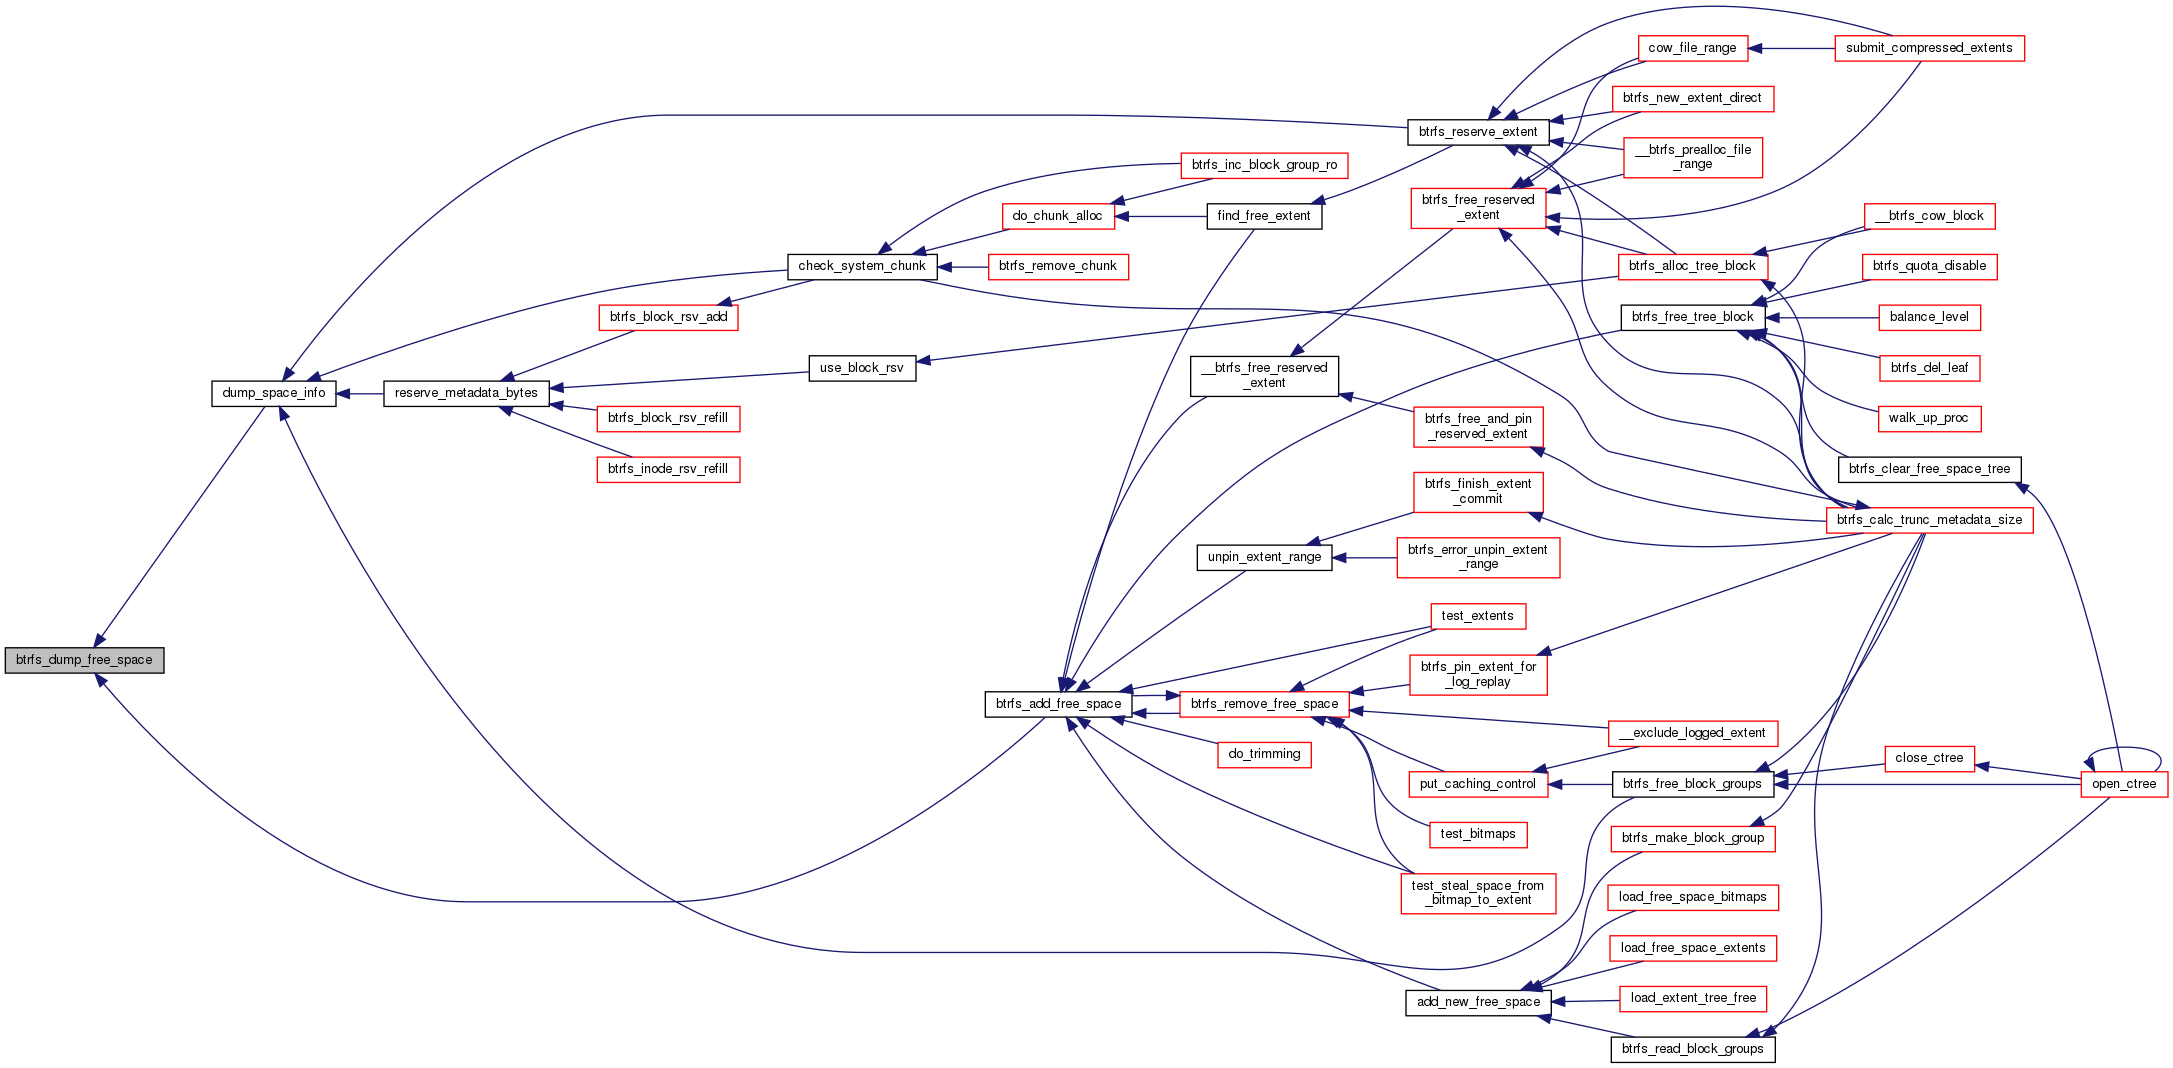 submit_compressed_extents
cow_file_range
btrfs_new_extent_direct
btrfs_reserve_extent
__btrfs_prealloc_file
_range
btrfs_inc_block_group_ro
btrfs_free_reserved
_extent
do_chunk_alloc
find_free_extent
__btrfs_cow_block
check_system_chunk
btrfs_remove_chunk
btrfs_alloc_tree_block
btrfs_quota_disable
btrfs_block_rsv_add
btrfs_free_tree_block
balance_level
use_block_rsv
__btrfs_free_reserved
_extent
btrfs_del_leaf
dump_space_info
reserve_metadata_bytes
btrfs_block_rsv_refill
btrfs_free_and_pin
_reserved_extent
walk_up_proc
btrfs_inode_rsv_refill
btrfs_clear_free_space_tree
btrfs_finish_extent
_commit
btrfs_calc_trunc_metadata_size
unpin_extent_range
btrfs_error_unpin_extent
_range
test_extents
btrfs_dump_free_space
btrfs_pin_extent_for
_log_replay
btrfs_add_free_space
btrfs_remove_free_space
__exclude_logged_extent
do_trimming
close_ctree
put_caching_control
btrfs_free_block_groups
open_ctree
test_bitmaps
btrfs_make_block_group
test_steal_space_from
_bitmap_to_extent
load_free_space_bitmaps
load_free_space_extents
add_new_free_space
load_extent_tree_free
btrfs_read_block_groups